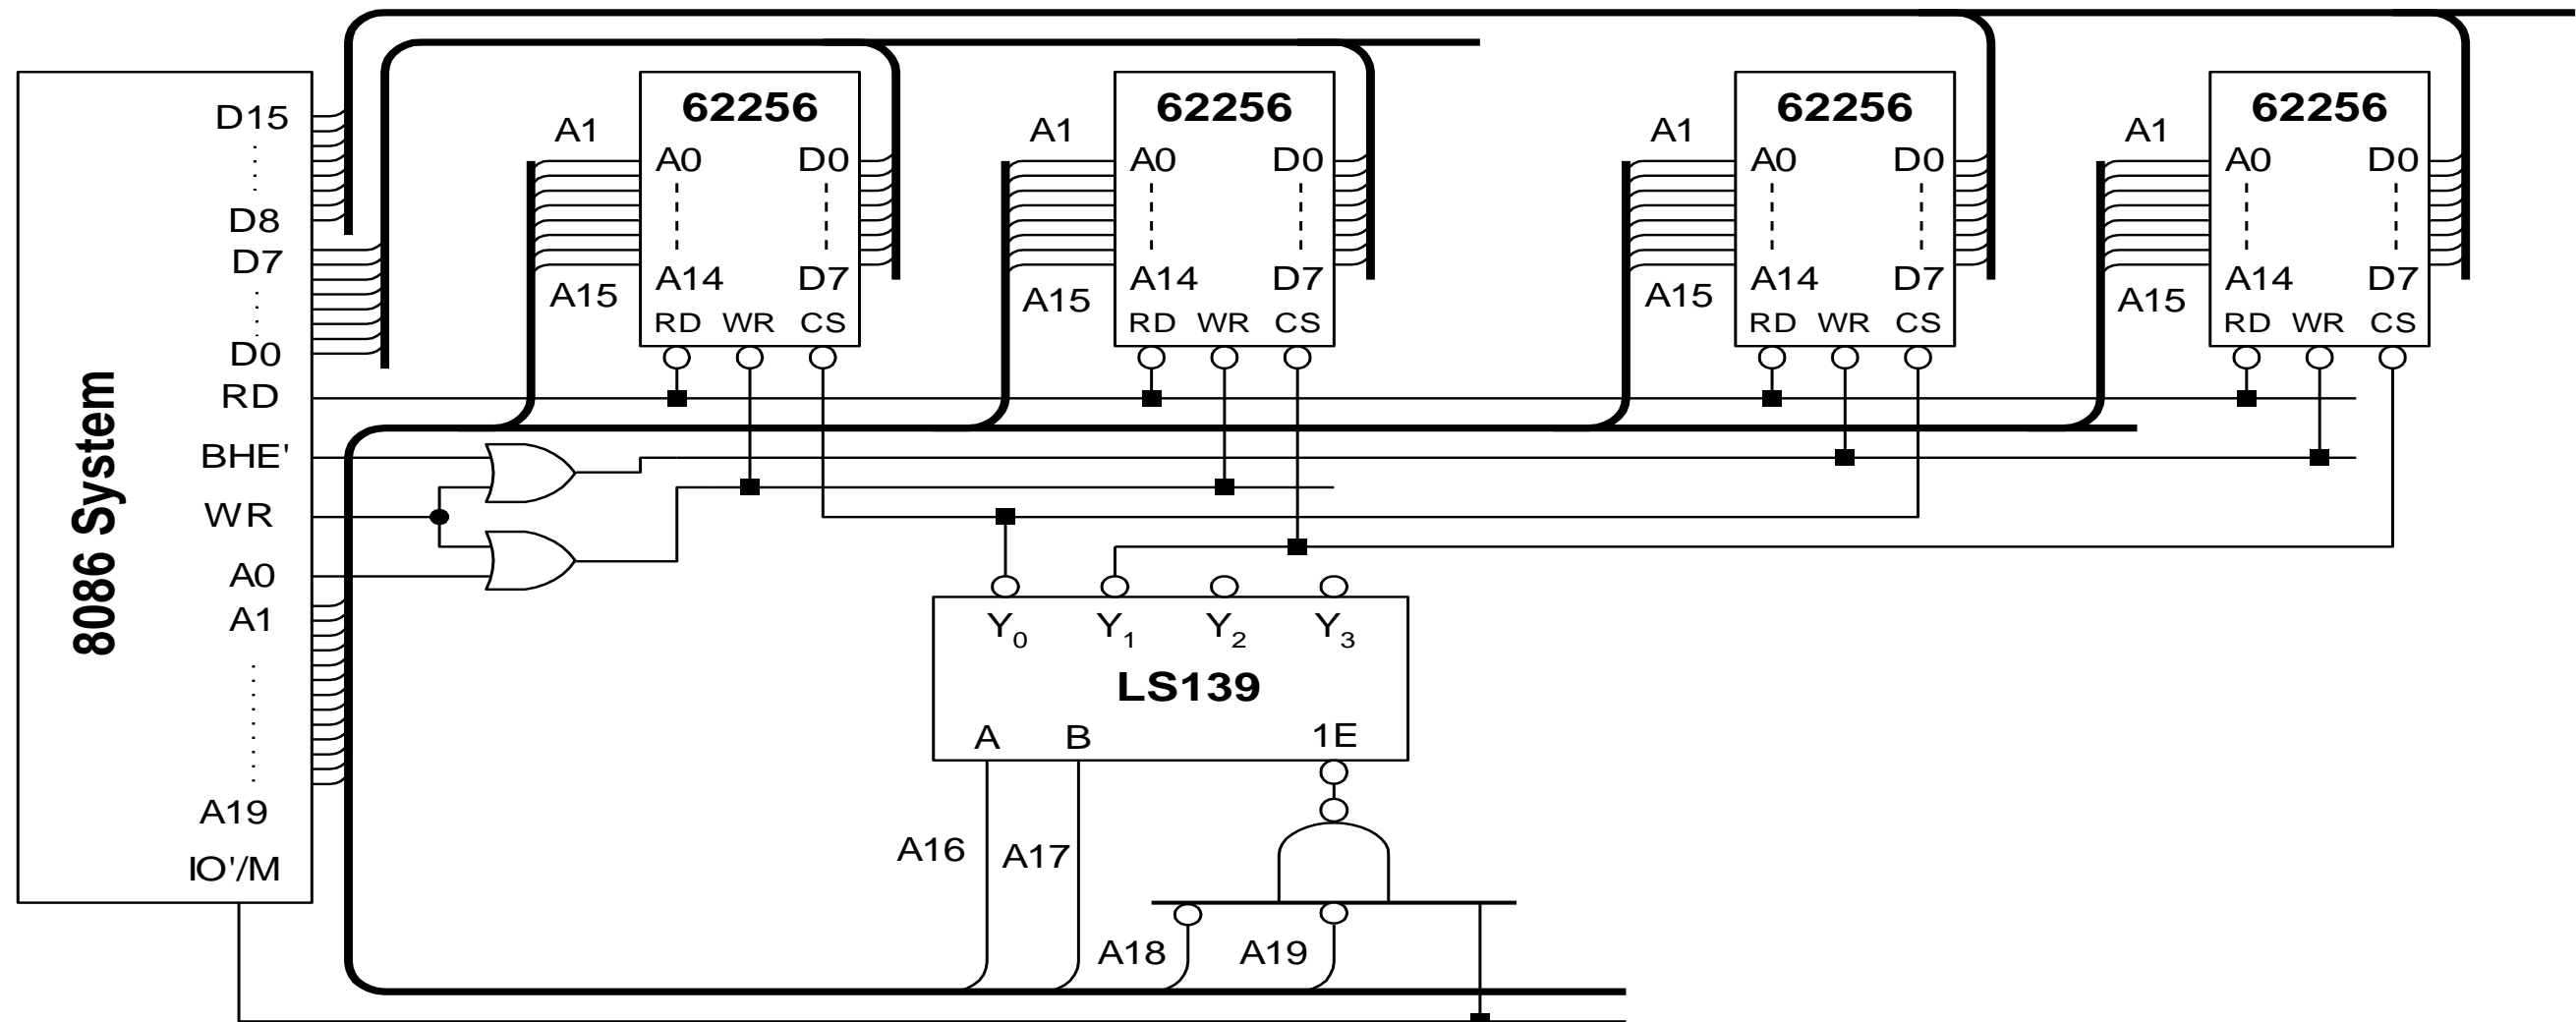 8086 System
D15
D8
D7
D0
RD
BHE'
WR
A0
A1
A19
IO'/M
A1
A15
62256
A0 D0
A14 D7
RD WR CS
A1
A15
62256
A0 D0
A14 D7
RD WR CS
A1
A15
62256
A0 D0
A14 D7
RD WR CS
A1
A15
62256
A0 D0
A14 D7
RD WR CS
Y0 Y1 Y2 Y3
LS139
A B 1E
A16 A17
A18 A19